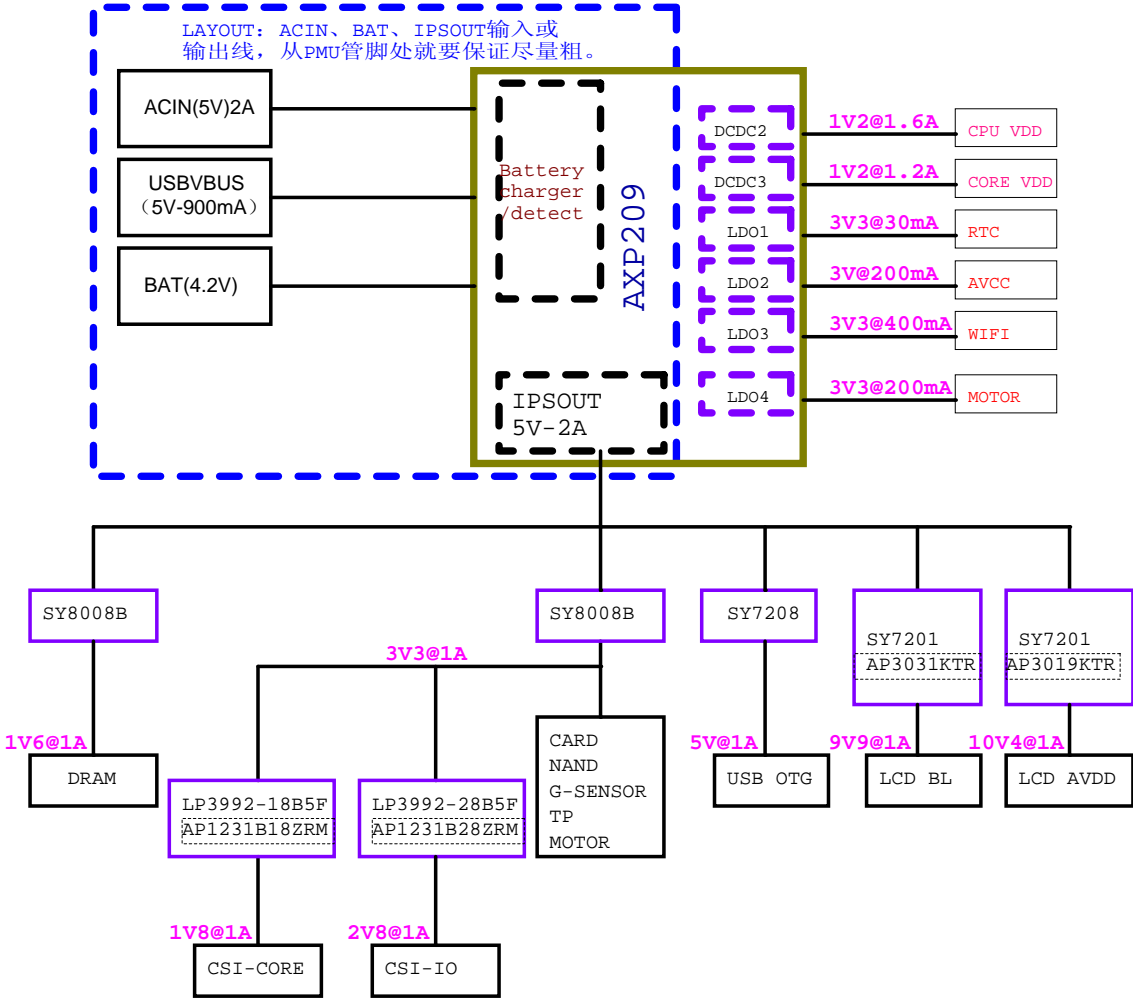 LAYOUT: ACIN、BAT、IPSOUT输入或
输出线，从PMU管脚处就要保证尽量粗。
ACIN(5V)2A
USBVBUS
（5V-900mA）
BAT(4.2V)
Battery
charger
/detect
AXP209
IPSOUT
5V-2A
DCDC2
1V2@1.6A
CPU VDD
DCDC3
1V2@1.2A
CORE VDD
LDO1
3V3@30mA
RTC
LDO2
3V@200mA
AVCC
LDO3
3V3@400mA
WIFI
LDO4
3V3@200mA
MOTOR
SY8008B
SY8008B
SY7208
SY7201
AP3031KTR
SY7201
AP3019KTR
3V3@1A
1V6@1A
DRAM
CARD
NAND
G-SENSOR
TP
MOTOR
5V@1A
USB OTG
9V9@1A
LCD BL
10V4@1A
LCD AVDD
LP3992-18B5F
AP1231B18ZRM
LP3992-28B5F
AP1231B28ZRM
1V8@1A
CSI-CORE
2V8@1A
CSI-IO